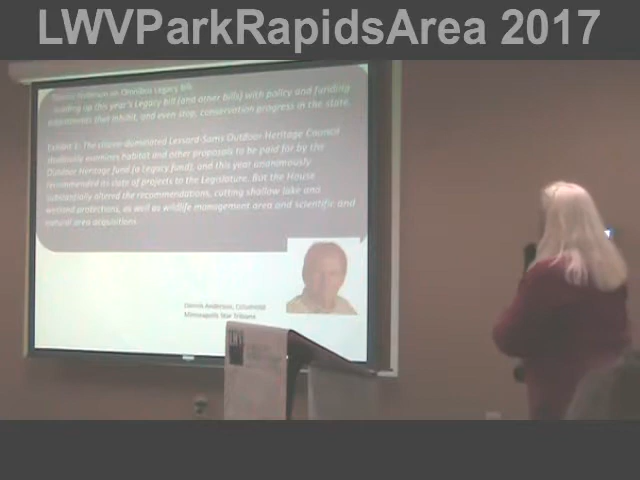 LWVParkRapidsArea 2017
Dennis Anderson on Omnibus Legacy bill:
Loading up this year's Legacy bill (and other bills) with policy and funding
amendments that inhibit, and even stop, conservation progress in the state.
Exhibit 1: The citizen-dominated Lessard-Sams Outdoor Heritage Council
studiously examines habitat and other proposals to be paid for by the
Outdoor Heritage fund (a Legacy fund), and this year unanimously
recommended its slate of projects to the Legislature. But the House
substantially altered the recommendations, cutting shallow lake and
wetland protections, as well as wildlife management area and scientific and
natural area acquisitions.
Dennis Anderson, Columnist
Minneapolis Star Tribune
LWV